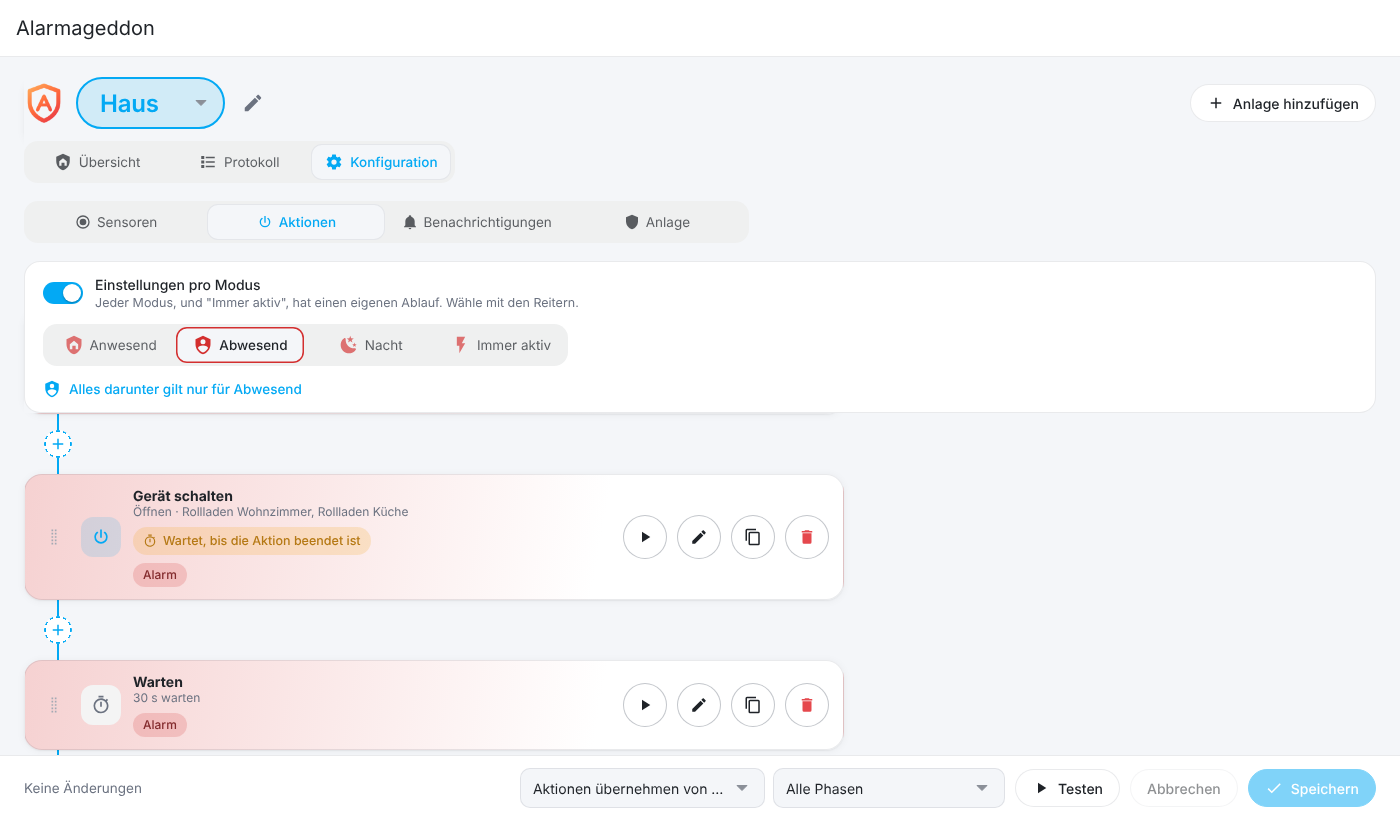 Alarmageddon
Haus
Anlage hinzufügen
Übersicht
Protokoll
Konfiguration
Sensoren
Aktionen
Benachrichtigungen
Anlage
Einstellungen pro Modus
Jeder Modus, und "Immer aktiv", hat einen eigenen Ablauf. Wähle mit den Reitern.
Anwesend
Abwesend
Nacht
Immer aktiv
Alles darunter gilt nur für Abwesend
Gerät schalten
Öffnen · Rollladen Wohnzimmer, Rollladen Küche
Wartet, bis die Aktion beendet ist
Alarm
Warten
30 s warten
Alarm
Keine Änderungen
Aktionen übernehmen von ...
Alle Phasen
Testen
Abbrechen
Speichern